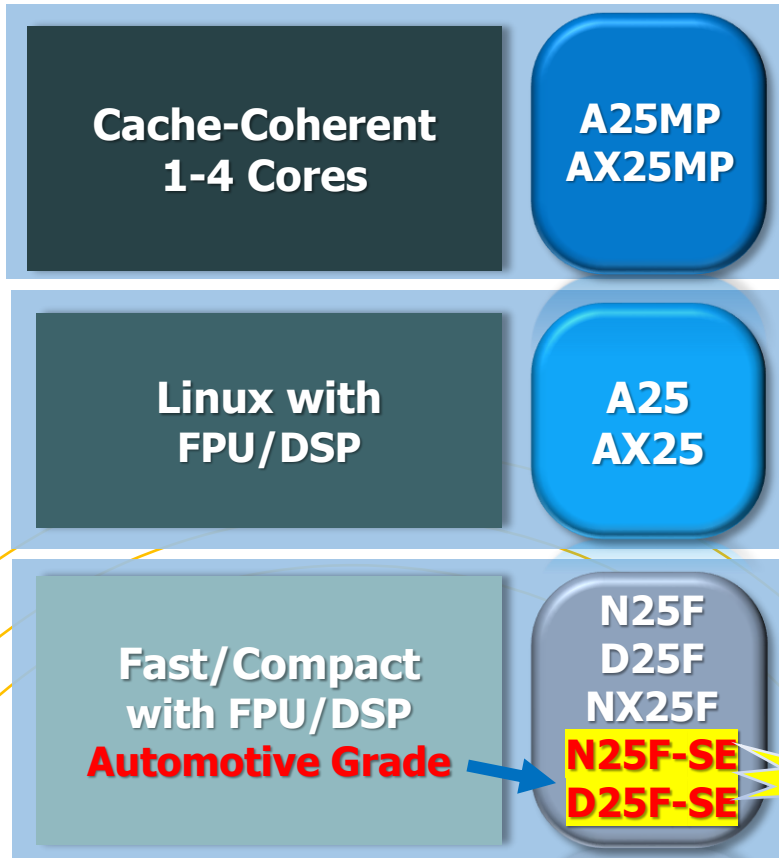 Cache-Coherent
1-4 Cores
A25MP
AX25MP
Linux with
FPU/DSP
A25
AX25
Fast/Compact
with FPU/DSP
Automotive Grade
N25F
D25F
NX25F
N25F-SE
D25F-SE